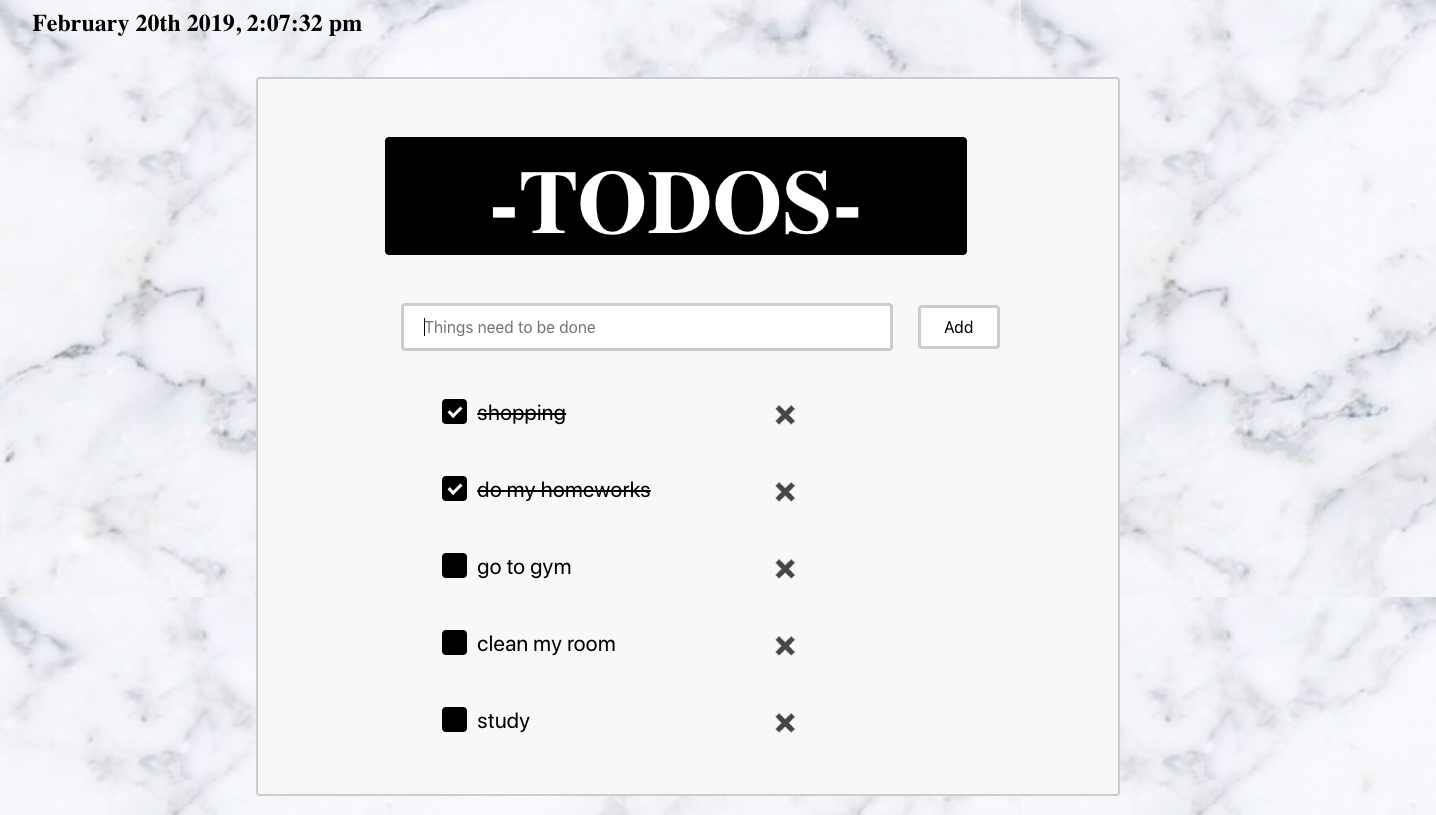 February 20th 2019, 2:07:32 pm
-TODOS-
Things need to be done
Add
shopping
do my homeworks
go to gym
clean my room
study